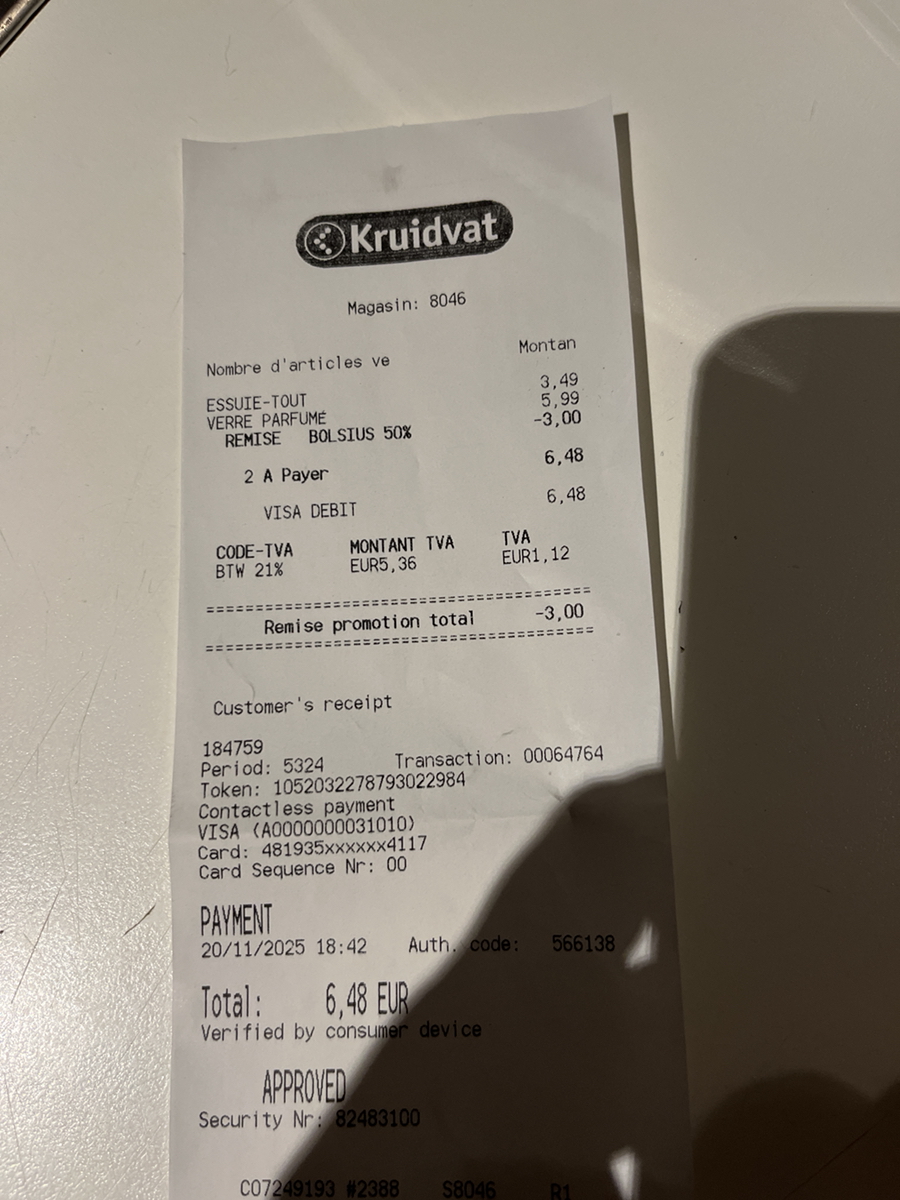 Kruidvat
Magasin: 8046
Nombre d'articles ve Montan
ESSUIE-TOUT 3,49
VERRE PARFUMÉ 5,99
REMISE BOLSIUS 50% -3,00
2 A Payer 6,48
VISA DEBIT 6,48
CODE-TVA MONTANT TVA TVA
BTW 21% EUR5,36 EUR1,12
======================================
Remise promotion total -3,00
======================================
Customer's receipt
184759
Period: 5324 Transaction: 00064764
Token: 1052032278793022984
Contactless payment
VISA (A0000000031010)
Card: 481935xxxxxx4117
Card Sequence Nr: 00
PAYMENT
20/11/2025 18:42 Auth. code: 566138
Total: 6,48 EUR
Verified by consumer device
APPROVED
Security Nr: 82483100
C07249193 #2388 S8046 R1